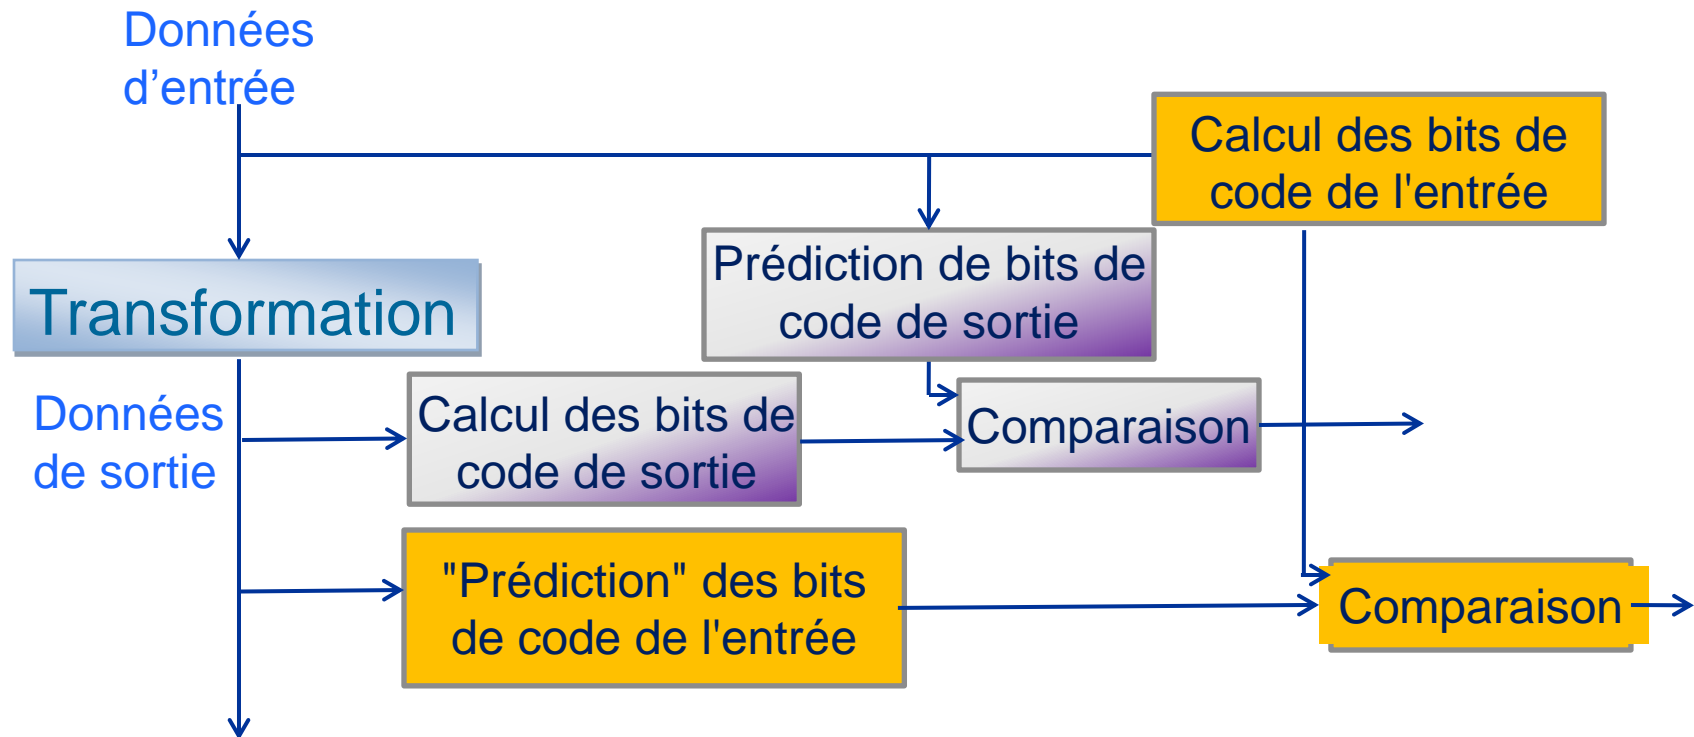 Données
d’entrée
Calcul des bits de
code de l'entrée
Prédiction de bits de
code de sortie
Transformation
Données
de sortie
Calcul des bits de
code de sortie
Comparaison
"Prédiction" des bits
de code de l'entrée
Comparaison